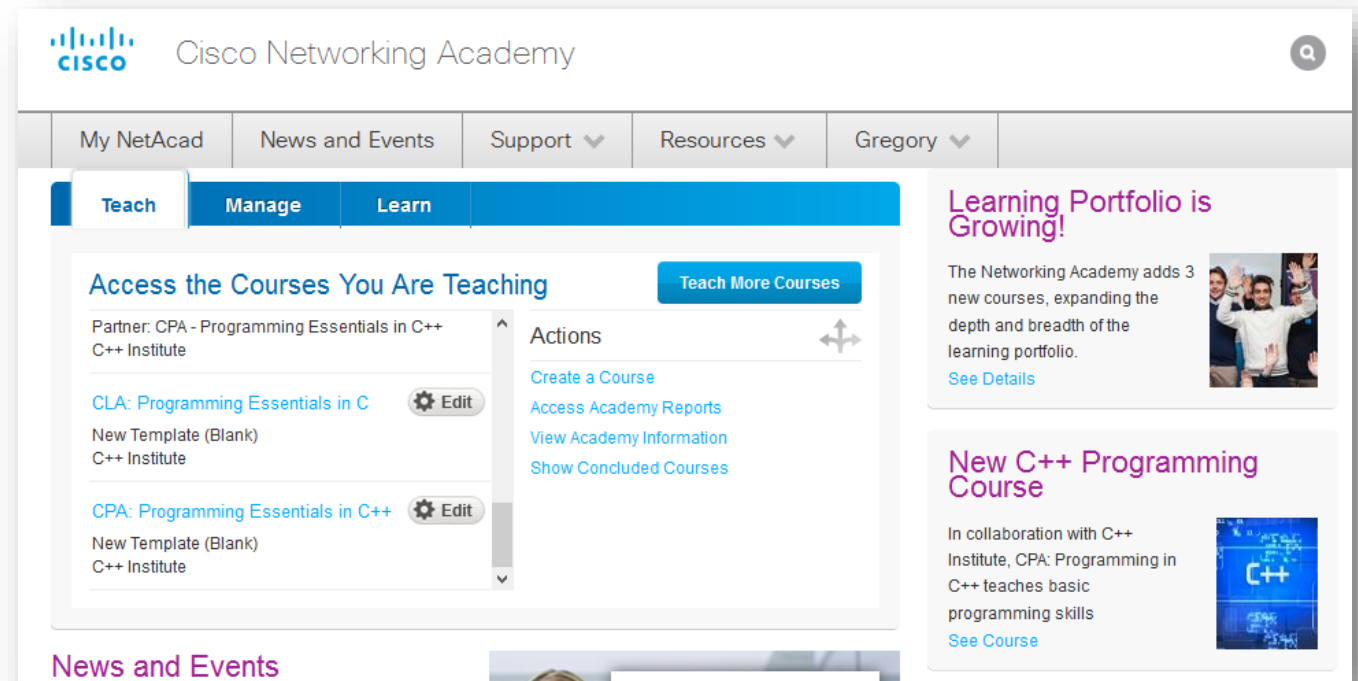 CISCO
Cisco Networking Academy
My NetAcad
News and Events
Support
Resources
Gregory
Teach
Manage
Learn
Access the Courses You Are Teaching
Teach More Courses
Partner: CPA - Programming Essentials in C++
C++ Institute
CLA: Programming Essentials in C
Edit
New Template (Blank)
C++ Institute
CPA: Programming Essentials in C++
Edit
New Template (Blank)
C++ Institute
Actions
Create a Course
Access Academy Reports
View Academy Information
Show Concluded Courses
News and Events
Learning Portfolio is
Growing!
The Networking Academy adds 3
new courses, expanding the
depth and breadth of the
learning portfolio.
See Details
New C++ Programming
Course
In collaboration with C++
Institute, CPA: Programming in
C++ teaches basic
programming skills
See Course
C++